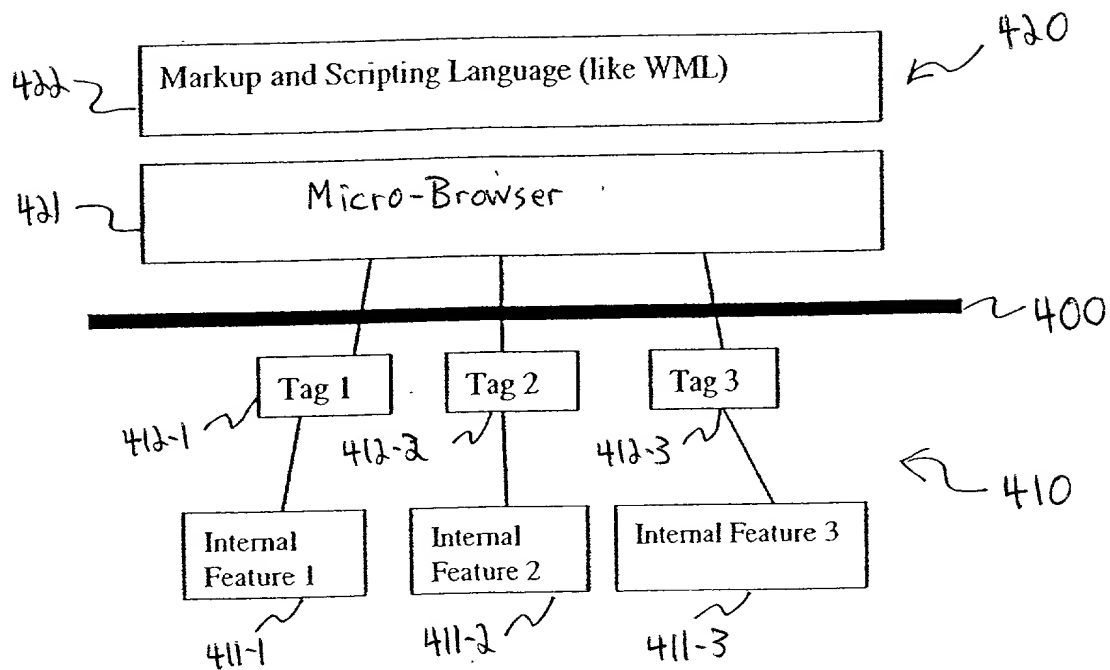 420
422
Markup and Scripting Language (like WML)
421
Micro-Browser
400
Tag 1
Tag 2
Tag 3
412-1
412-2
412-3
410
Internal
Feature 1
Internal
Feature 2
Internal Feature 3
411-1
411-2
411-3